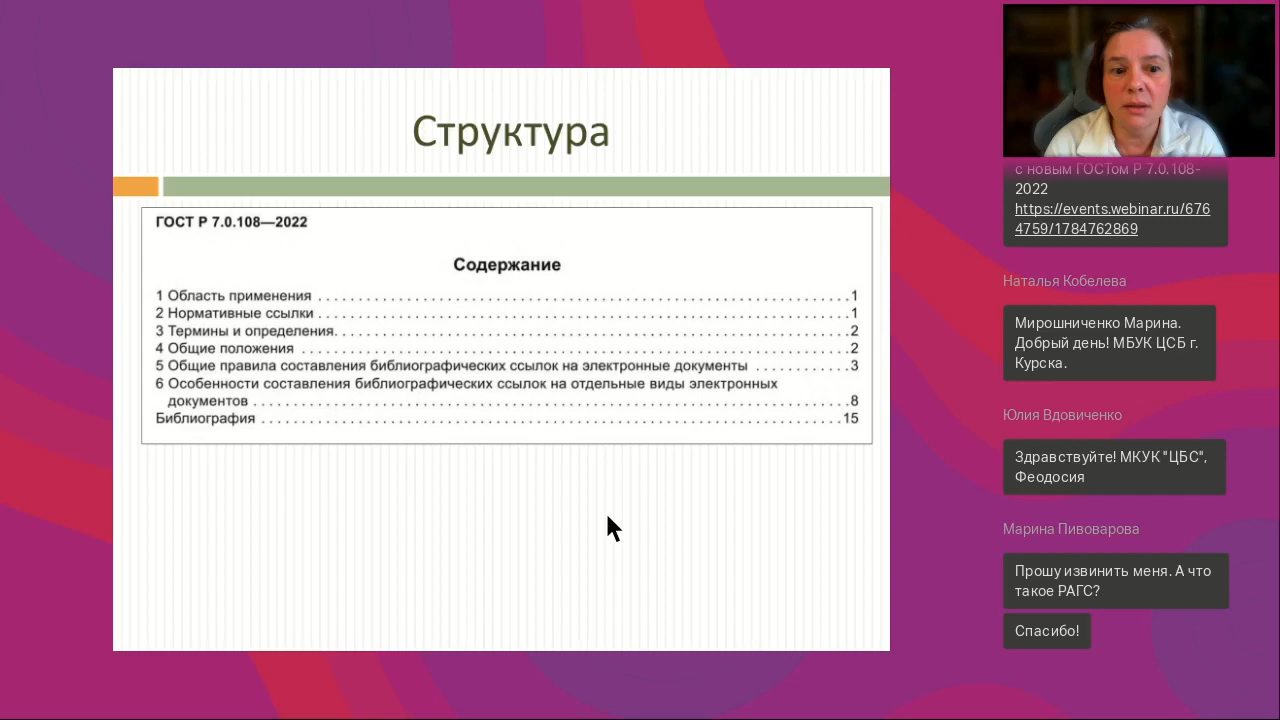 Структура
ГОСТ Р 7.0.108—2022
Содержание
1 Область применения . . . . . . . . . . . . . . . . . . . . . . . . . . . . . . . . . . . . . . . . 1
2 Нормативные ссылки . . . . . . . . . . . . . . . . . . . . . . . . . . . . . . . . . . . . . . . . 1
3 Термины и определения. . . . . . . . . . . . . . . . . . . . . . . . . . . . . . . . . . . . . . . 2
4 Общие положения . . . . . . . . . . . . . . . . . . . . . . . . . . . . . . . . . . . . . . . . . . 2
5 Общие правила составления библиографических ссылок на электронные документы . . . . . . . . . . . . 3
6 Особенности составления библиографических ссылок на отдельные виды электронных
документов . . . . . . . . . . . . . . . . . . . . . . . . . . . . . . . . . . . . . . . . . . . . 8
Библиография . . . . . . . . . . . . . . . . . . . . . . . . . . . . . . . . . . . . . . . . . . . 15
с новым ГОСТом Р 7.0.108-
2022
https://events.webinar.ru/676
4759/1784762869
Наталья Кобелева
Мирошниченко Марина.
Добрый день! МБУК ЦСБ г.
Курска.
Юлия Вдовиченко
Здравствуйте! МКУК "ЦБС",
Феодосия
Марина Пивоварова
Прошу извинить меня. А что
такое РАГС?
Спасибо!